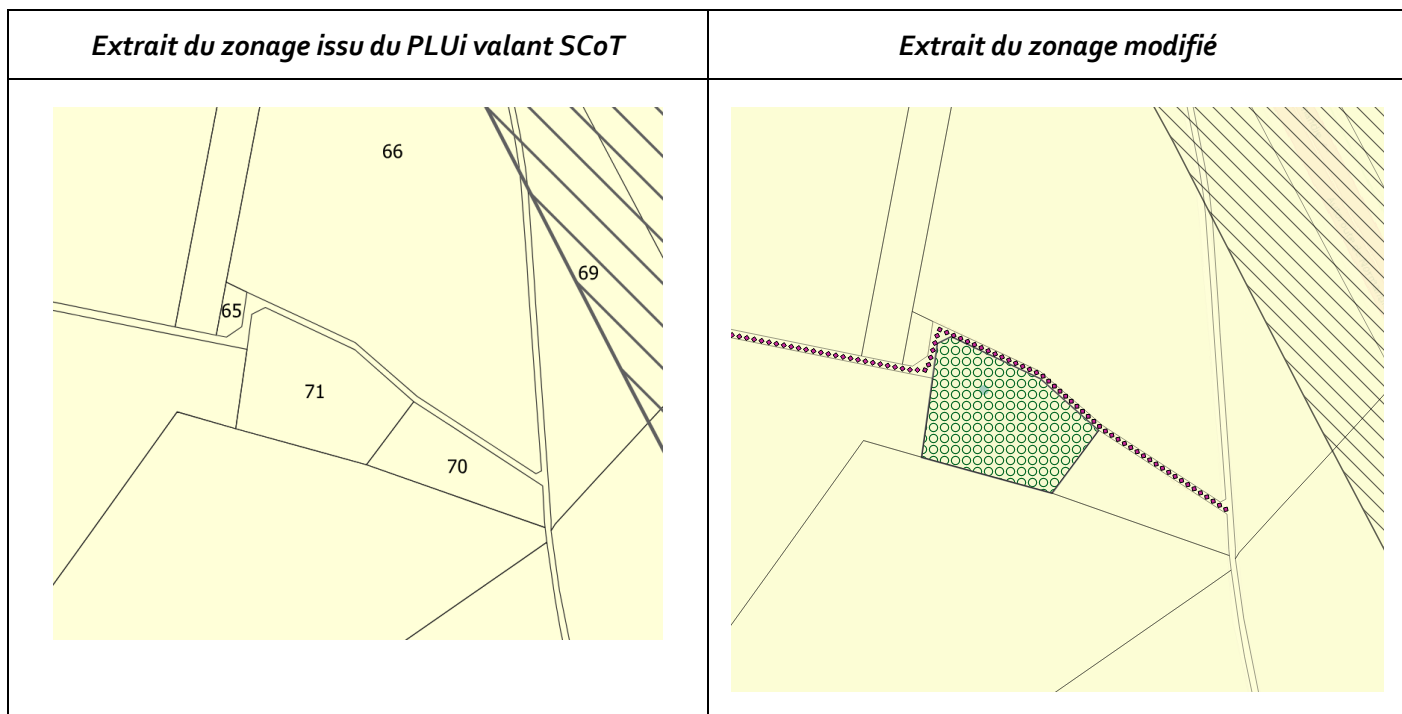 Extrait du zonage issu du PLUi valant SCoT
Extrait du zonage modifié
66
69
65
71
70